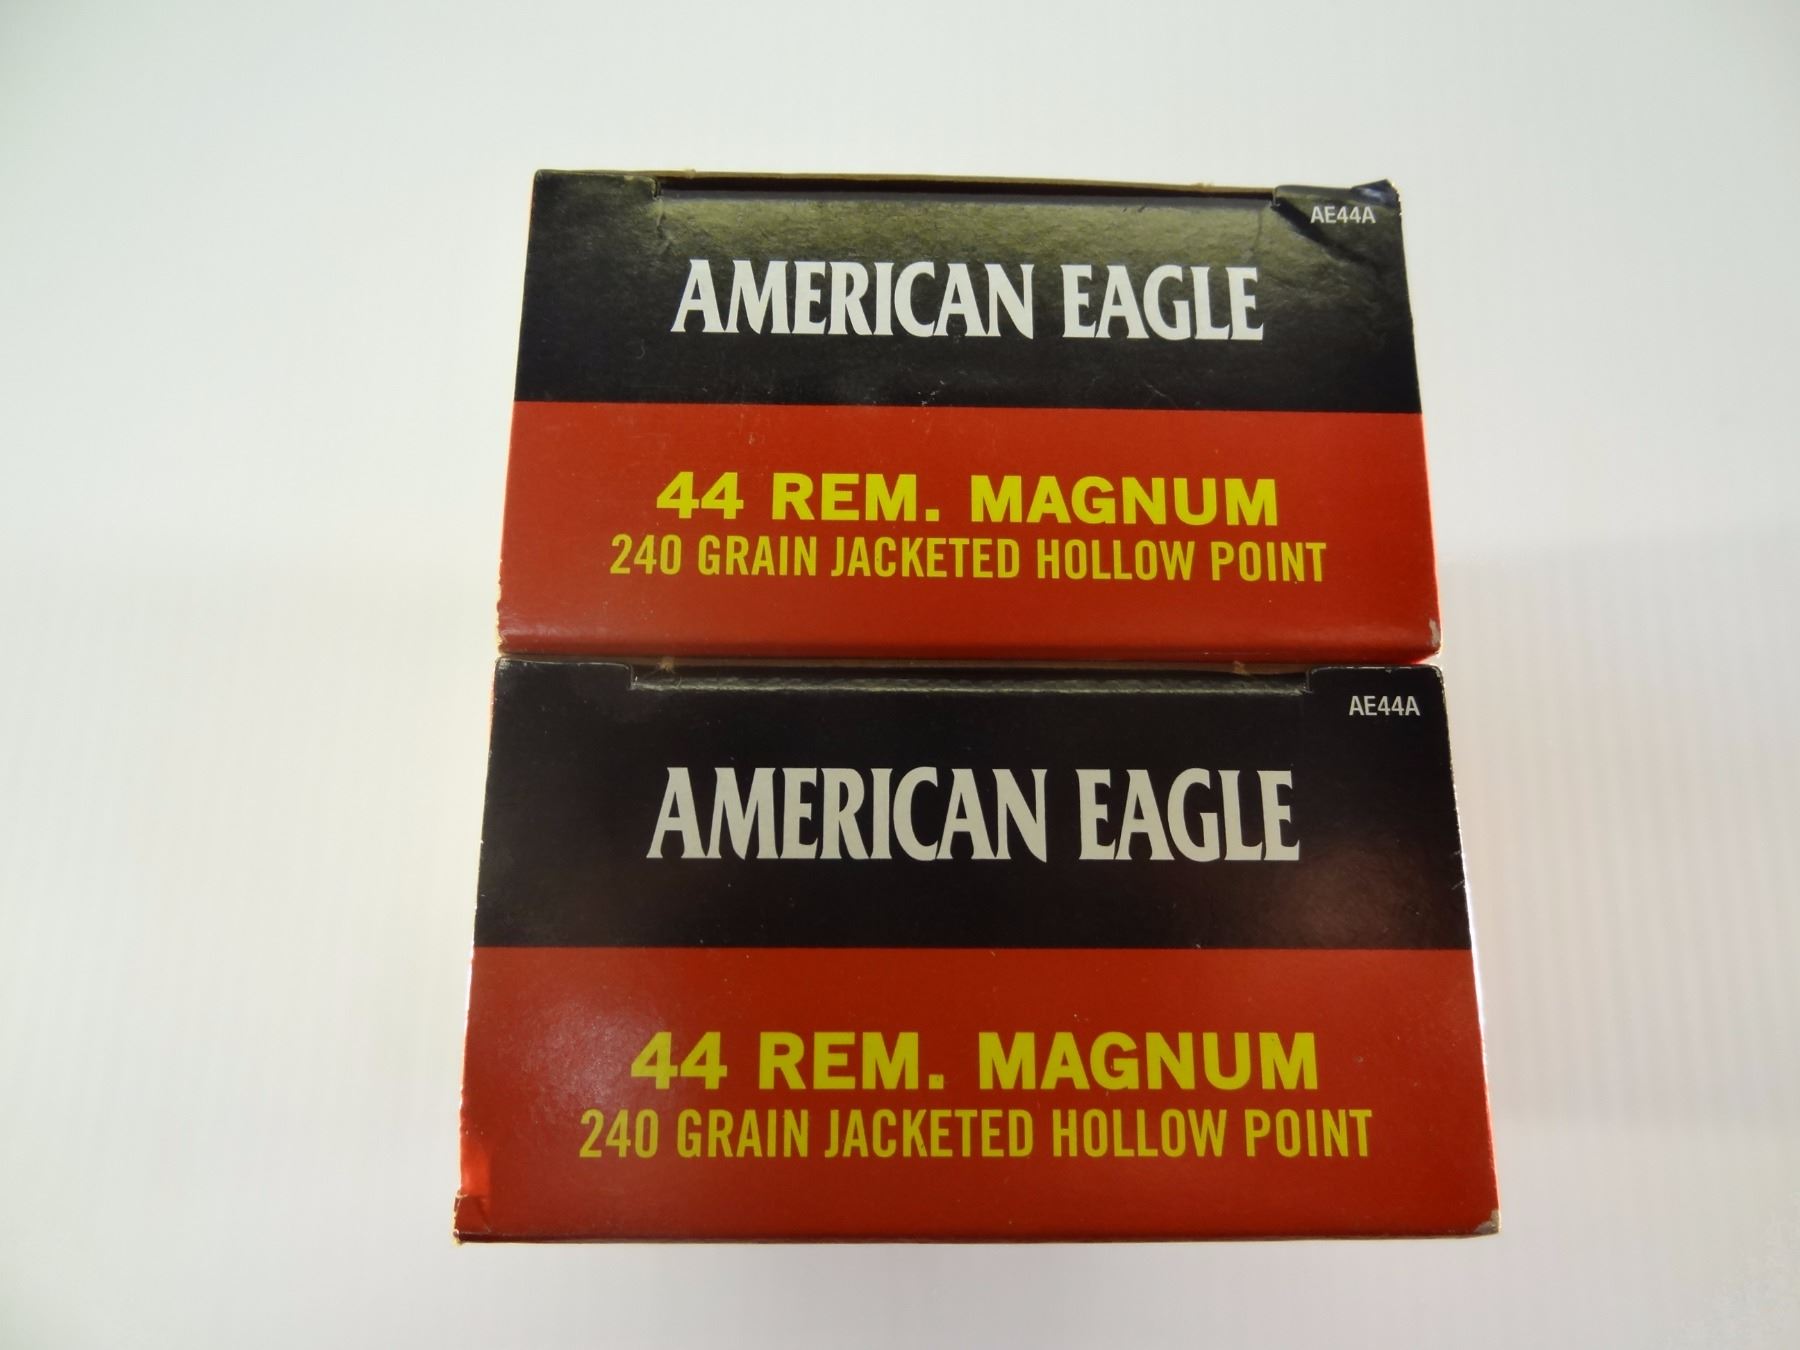 AE44A
AMERICAN EAGLE
44 REM. MAGNUM
240 GRAIN JACKETED HOLLOW POINT
AE44A
AMERICAN EAGLE
44 REM. MAGNUM
240 GRAIN JACKETED HOLLOW POINT